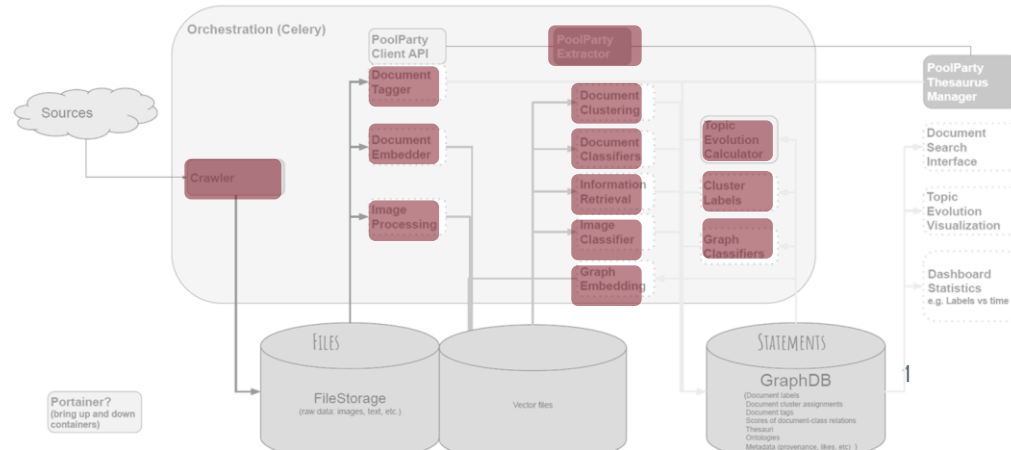 Orchestration (Celery)
PoolParty
Client API
PoolParty
Extractor
Document
Tagger
PoolParty
Thesaurus
Manager
Sources
Document
Clustering
Topic
Evolution
Calculator
Document
Search
Interface
Document
Embedder
Document
Classifiers
Crawler
Information
Retrieval
Cluster
Labels
Topic
Evolution
Visualization
Image
Processing
Image
Classifier
Graph
Classifiers
Graph
Embedding
Dashboard
Statistics
e.g. Labels vs time
FILES
STATEMENTS
1
FileStorage
(raw data: images, text, etc.)
Vector files
GraphDB
(Document labels
Document cluster assignments
Document tags
Scores of document-class relations
Thesauri
Ontologies
Metadata (provenance, likes, etc) )
Portainer?
(bring up and down
containers)